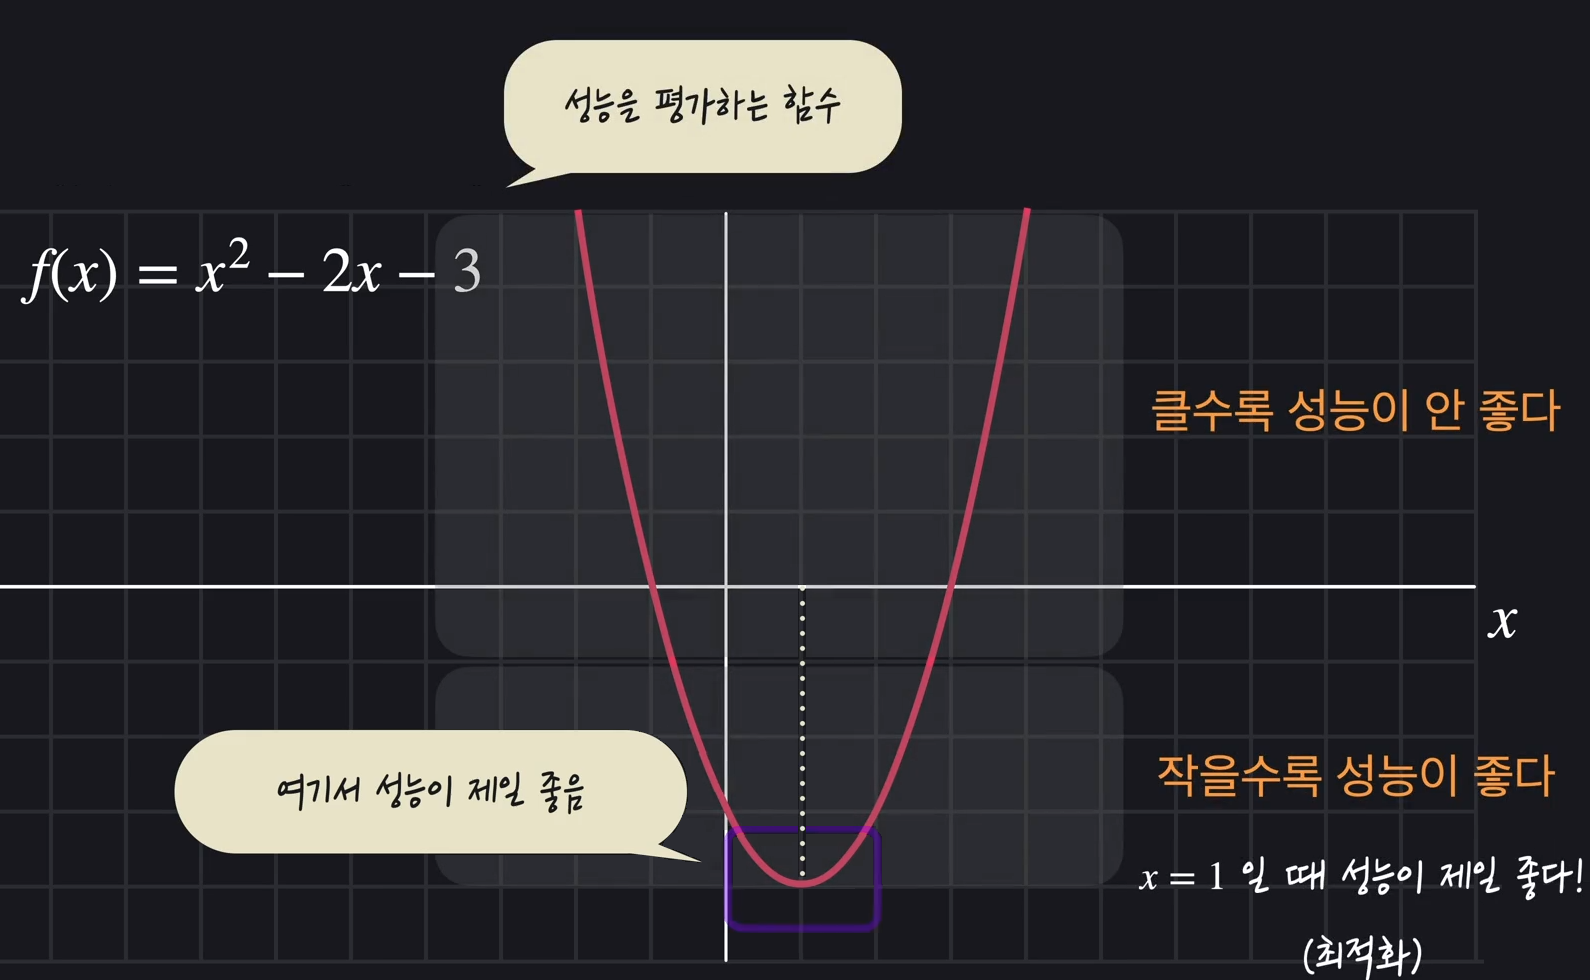 성능을 평가하는 함수
f(x) = x² − 2x − 3
클수록 성능이 안 좋다
x
작을수록 성능이 좋다
여기서 성능이 제일 좋음
x = 1 일 때 성능이 제일 좋다!
(최적화)